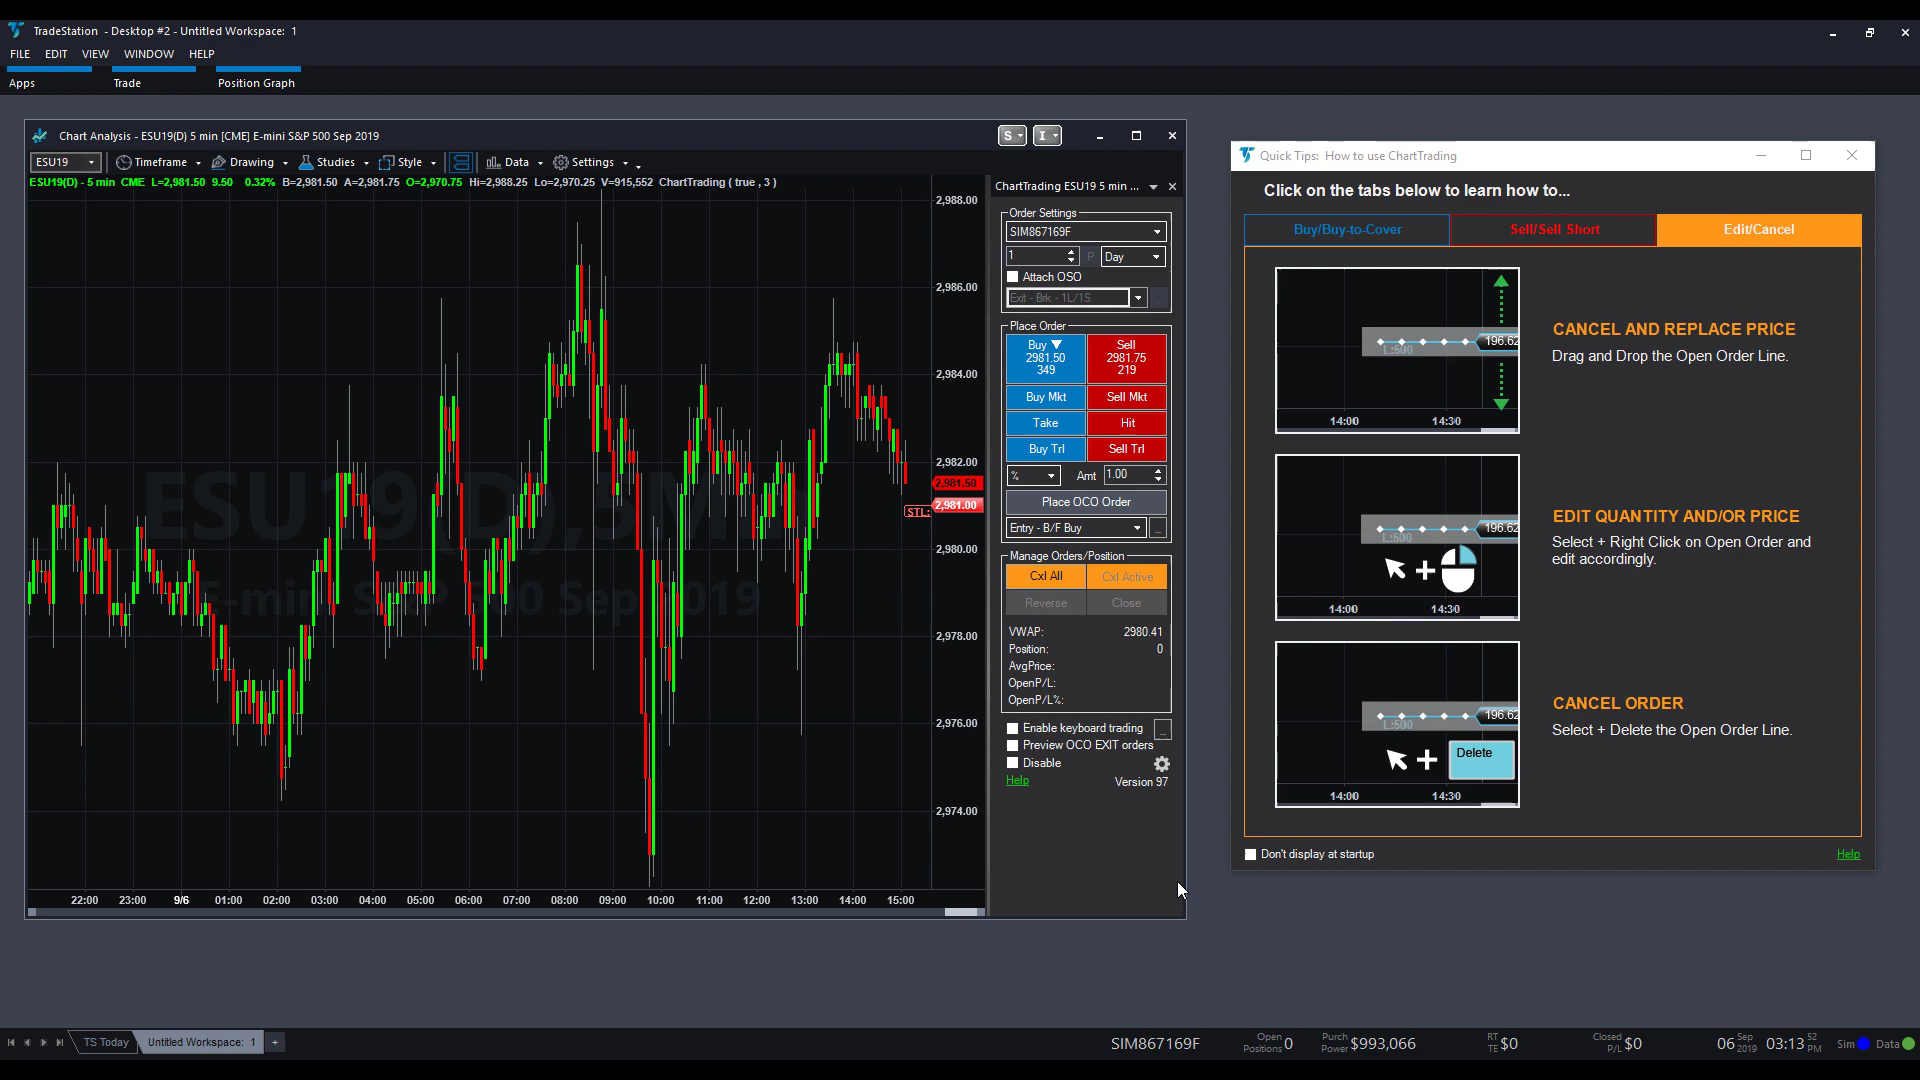 TradeStation - Desktop #2 - Untitled Workspace: 1
FILE EDIT VIEW WINDOW HELP
Apps Trade Position Graph
Chart Analysis - ESU19(D) 5 min [CME] E-mini S&P 500 Sep 2019
S I
ESU19 Timeframe Drawing Studies Style Data Settings
ESU19(D) - 5 min CME L=2,981.50 9.50 0.32% B=2,981.50 A=2,981.75 O=2,970.75 Hi=2,988.25 Lo=2,970.25 V=915,552 ChartTrading ( true , 3 )
2,988.00
2,986.00
2,984.00
2,982.00
2,981.50
STL: 2,981.00
2,980.00
2,978.00
2,976.00
2,974.00
22:00 23:00 9/6 01:00 02:00 03:00 04:00 05:00 06:00 07:00 08:00 09:00 10:00 11:00 12:00 13:00 14:00 15:00
ChartTrading ESU19 5 min ...
Order Settings
SIM867169F
1 P Day
Attach OSO
Exit - Brk - 1L/1S
Place Order
Buy Sell
2981.50 2981.75
349 219
Buy Mkt Sell Mkt
Take Hit
Buy Trl Sell Trl
% Amt 1.00
Place OCO Order
Entry - B/F Buy ...
Manage Orders/Position
Cxl All Cxl Active
Reverse Close
VWAP: 2980.41
Position: 0
AvgPrice:
OpenP/L:
OpenP/L%:
Enable keyboard trading ...
Preview OCO EXIT orders
Disable
Help Version 97
Quick Tips: How to use ChartTrading
Click on the tabs below to learn how to...
Buy/Buy-to-Cover Sell/Sell Short Edit/Cancel
196.62
L:500
14:00 14:30
CANCEL AND REPLACE PRICE
Drag and Drop the Open Order Line.
196.62
L:500
14:00 14:30
EDIT QUANTITY AND/OR PRICE
Select + Right Click on Open Order and
edit accordingly.
196.62
L:500
Delete
14:00 14:30
CANCEL ORDER
Select + Delete the Open Order Line.
Don't display at startup Help
TS Today Untitled Workspace: 1 +
SIM867169F Open Positions 0 Purch Power $993,066 RT TE $0 Closed P/L $0 06 Sep 2019 03:13 52 PM Sim Data